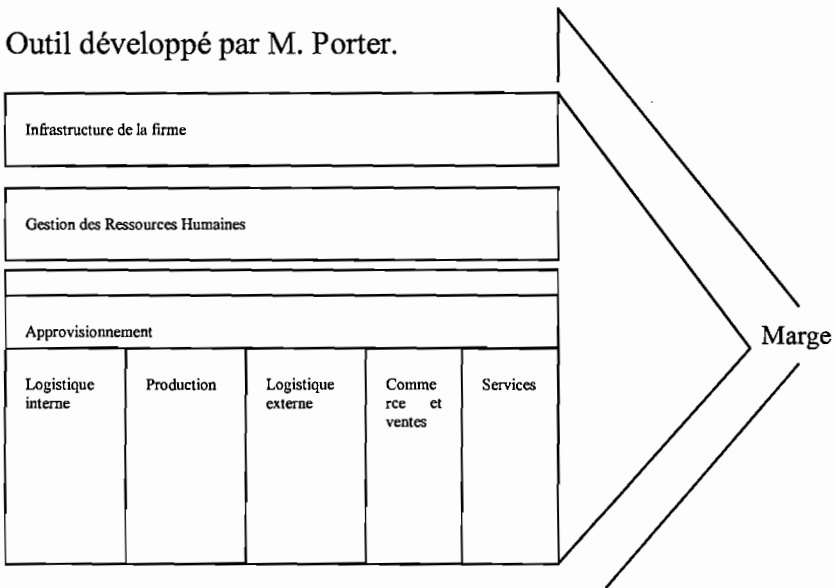 Outil développé par M. Porter.
Infrastructure de la firme
Gestion des Ressources Humaines
Approvisionnement
Marge
Logistique
interne
Production
Logistique
externe
Comme
rce et
ventes
Services